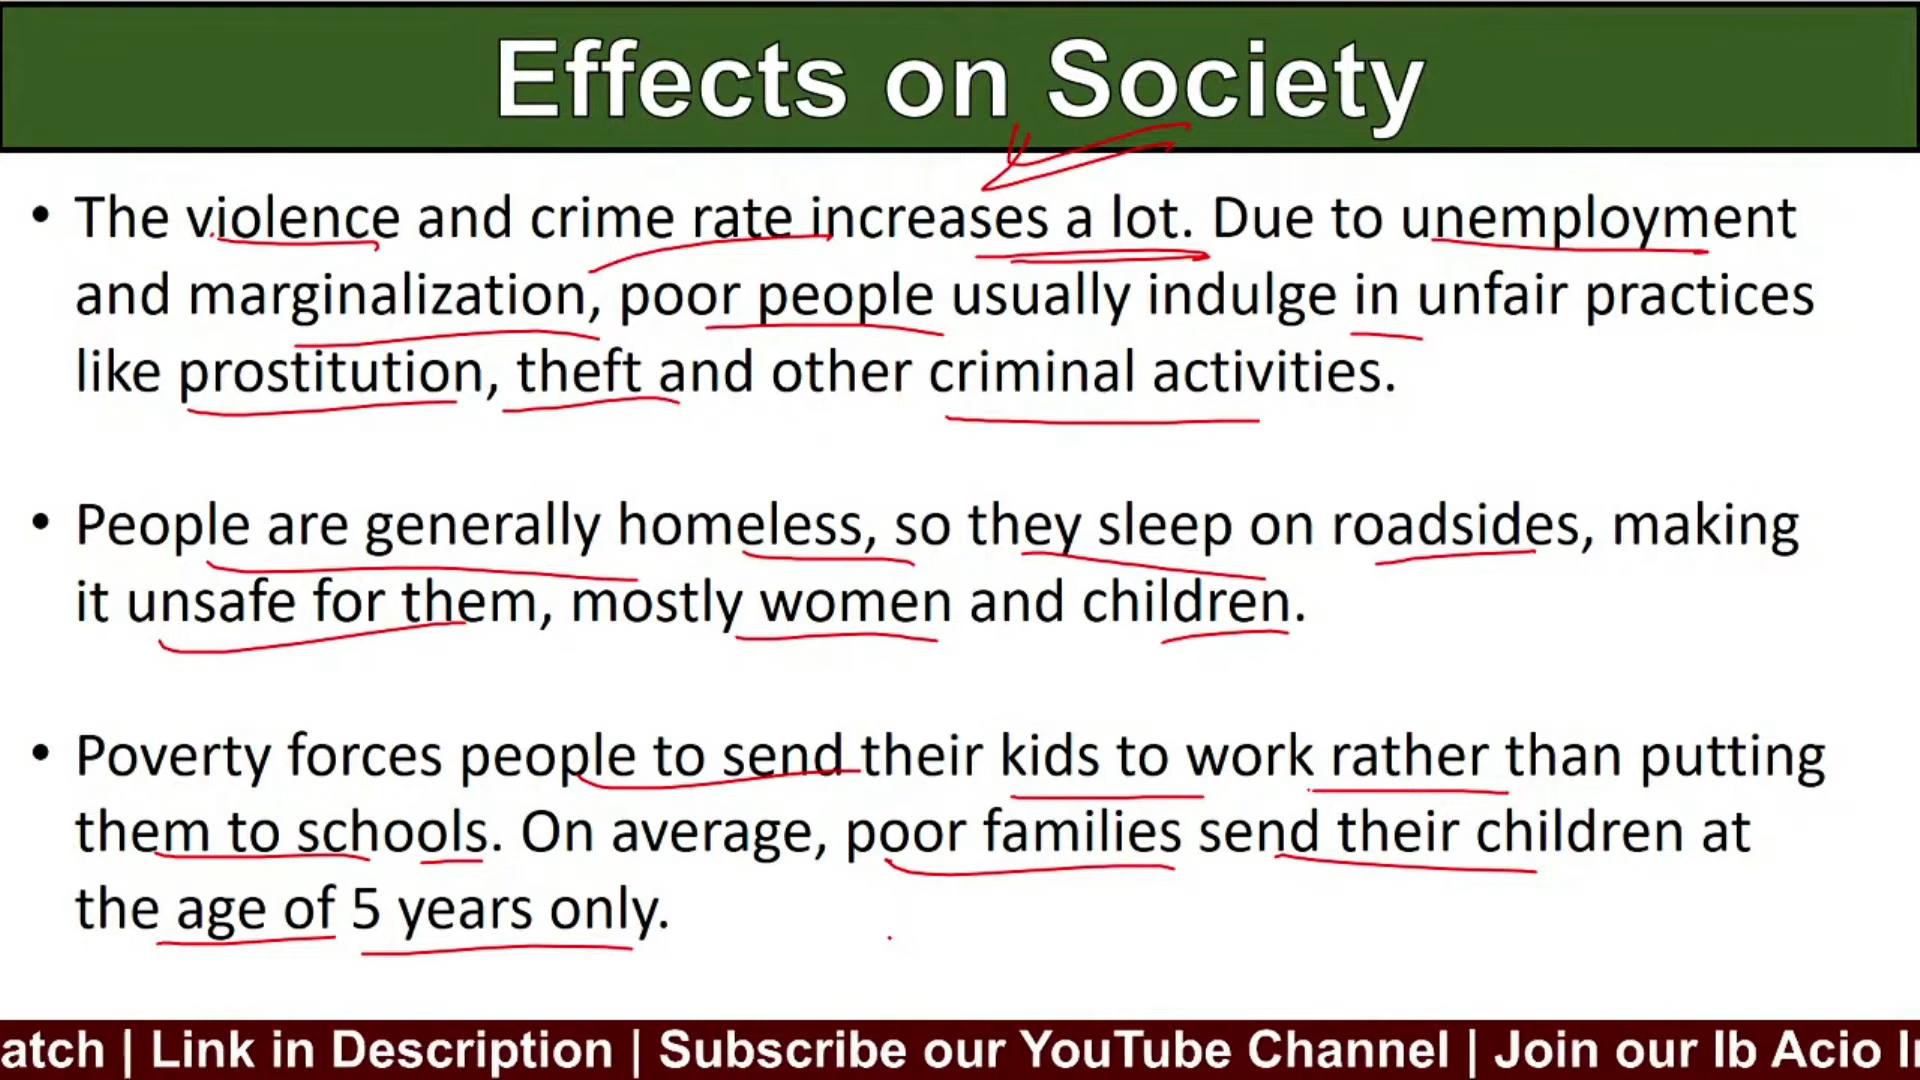 Effects on Society
• The violence and crime rate increases a lot. Due to unemployment
and marginalization, poor people usually indulge in unfair practices
like prostitution, theft and other criminal activities.
• People are generally homeless, so they sleep on roadsides, making
it unsafe for them, mostly women and children.
• Poverty forces people to send their kids to work rather than putting
them to schools. On average, poor families send their children at
the age of 5 years only.
atch | Link in Description | Subscribe our YouTube Channel | Join our Ib Acio I